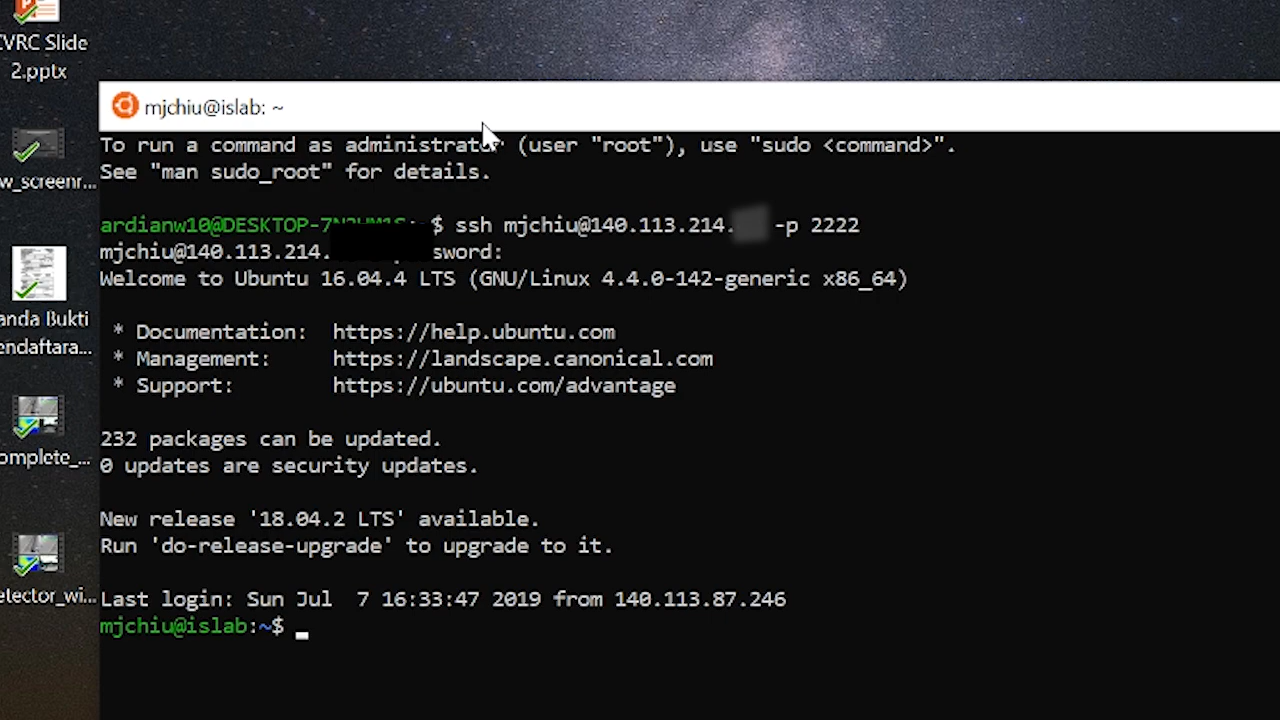 CVRC Slide
2.pptx
w_screenr...
anda Bukti
endaftara...
omplete_...
etector_wi...
mjchiu@islab: ~
To run a command as administrator (user "root"), use "sudo <command>".
See "man sudo_root" for details.
ardianw10@DESKTOP-7N2HM1S:~$ ssh mjchiu@140.113.214. -p 2222
mjchiu@140.113.214. sword:
Welcome to Ubuntu 16.04.4 LTS (GNU/Linux 4.4.0-142-generic x86_64)
* Documentation: https://help.ubuntu.com
* Management: https://landscape.canonical.com
* Support: https://ubuntu.com/advantage
232 packages can be updated.
0 updates are security updates.
New release '18.04.2 LTS' available.
Run 'do-release-upgrade' to upgrade to it.
Last login: Sun Jul 7 16:33:47 2019 from 140.113.87.246
mjchiu@islab:~$